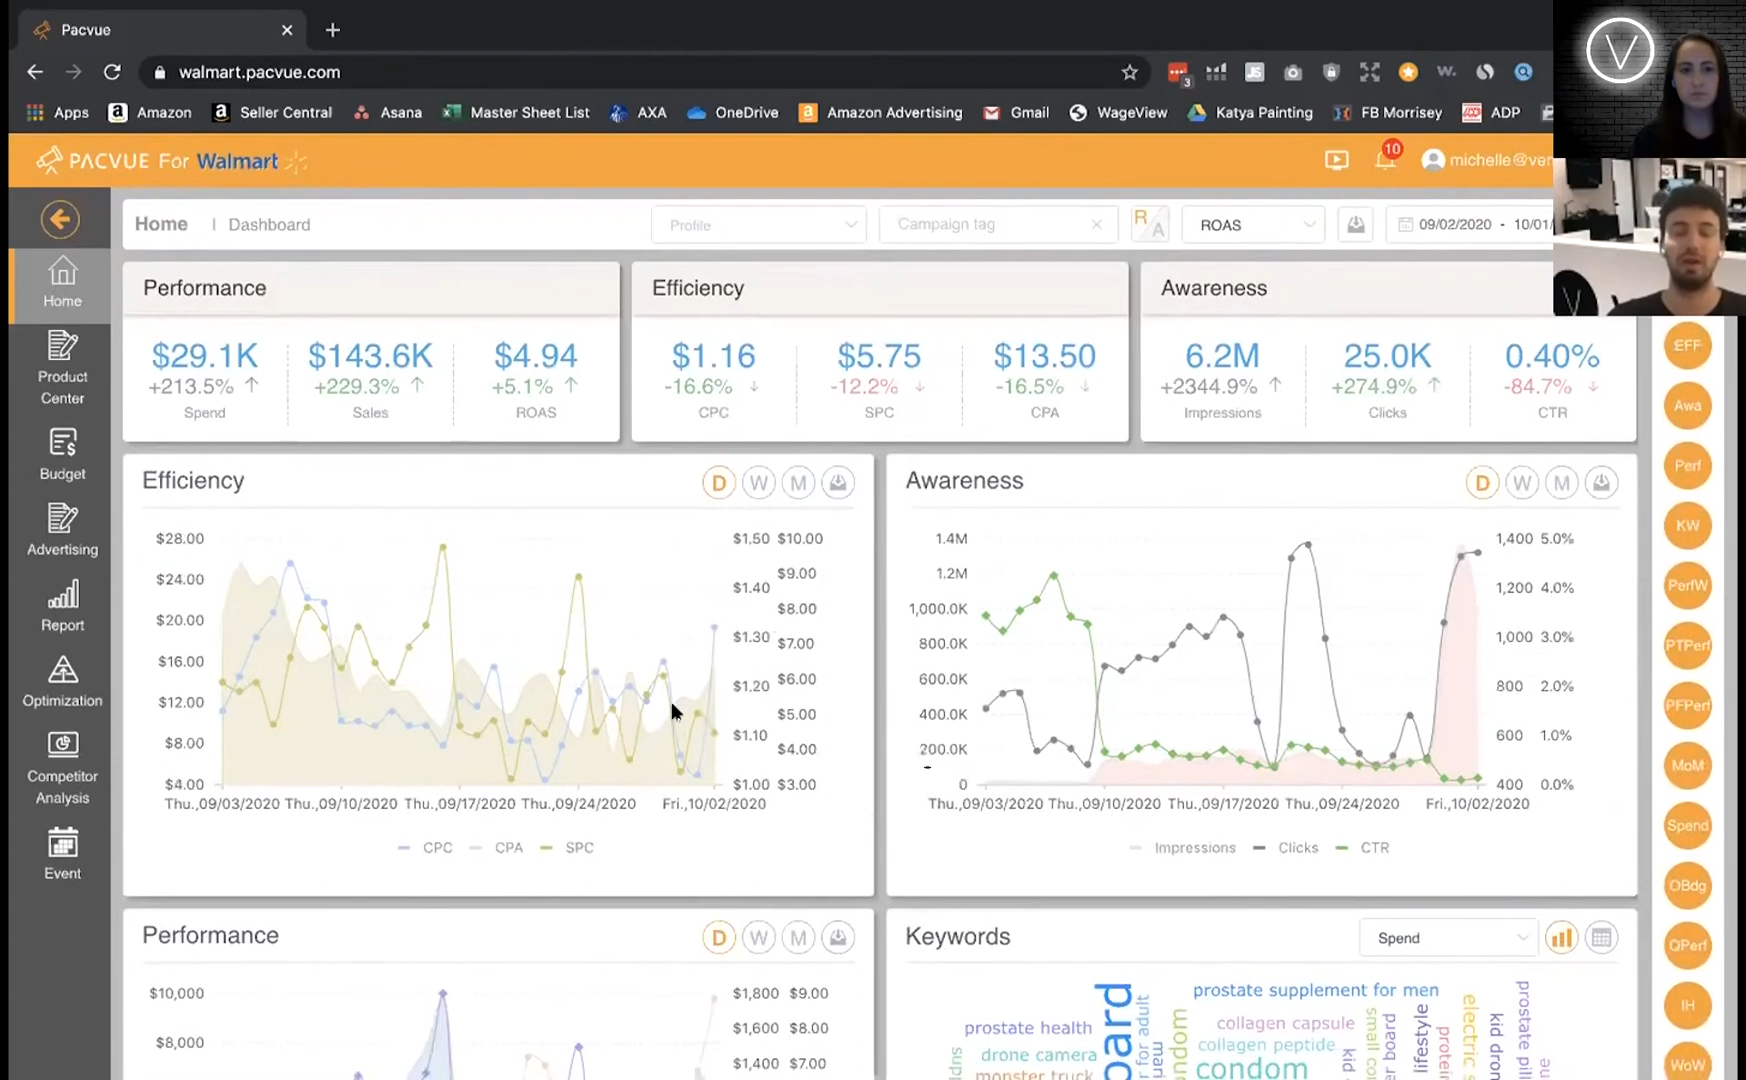 Pacvue
walmart.pacvue.com
3
Apps Amazon Seller Central Asana Master Sheet List AXA OneDrive Amazon Advertising Gmail WageView Katya Painting FB Morrisey ADP
PACVUE For Walmart
10
michelle@ver
Home | Dashboard
Profile
Campaign tag
R A
ROAS
09/02/2020 - 10/01/
Home
Product Center
Budget
Advertising
Report
Optimization
Competitor Analysis
Event
Performance
$29.1K $143.6K $4.94
+213.5% ↑ +229.3% ↑ +5.1% ↑
Spend Sales ROAS
Efficiency
$1.16 $5.75 $13.50
-16.6% ↓ -12.2% ↓ -16.5% ↓
CPC SPC CPA
Awareness
6.2M 25.0K 0.40%
+2344.9% ↑ +274.9% ↑ -84.7% ↓
Impressions Clicks CTR
Efficiency
D W M
$28.00 $1.50 $10.00
$24.00 $1.40 $9.00
$20.00 $1.30 $8.00
$16.00 $1.20 $7.00
$12.00 $1.10 $6.00
$8.00 $1.00 $5.00
$4.00 $4.00
$3.00
Thu.,09/03/2020 Thu.,09/10/2020 Thu.,09/17/2020 Thu.,09/24/2020 Fri.,10/02/2020
CPC CPA SPC
Awareness
D W M
1.4M 1,400 5.0%
1.2M 1,200 4.0%
1,000.0K 1,000 3.0%
800.0K 800 2.0%
600.0K 600 1.0%
400.0K 400 0.0%
200.0K
0
Thu.,09/03/2020 Thu.,09/10/2020 Thu.,09/17/2020 Thu.,09/24/2020 Fri.,10/02/2020
Impressions Clicks CTR
Performance
D W M
$10,000 $1,800 $9.00
$8,000 $1,600 $8.00
$1,400 $7.00
Keywords
Spend
prostate supplement for men
prostate health
collagen capsule
drone camera
collagen peptide
monster truck
condom
for adult
lifestyle
electric
kid
EFF
Awa
Perf
KW
PerfW
PTPerf
PFPerf
MoM
Spend
OBdg
QPerf
IH
WoW
V